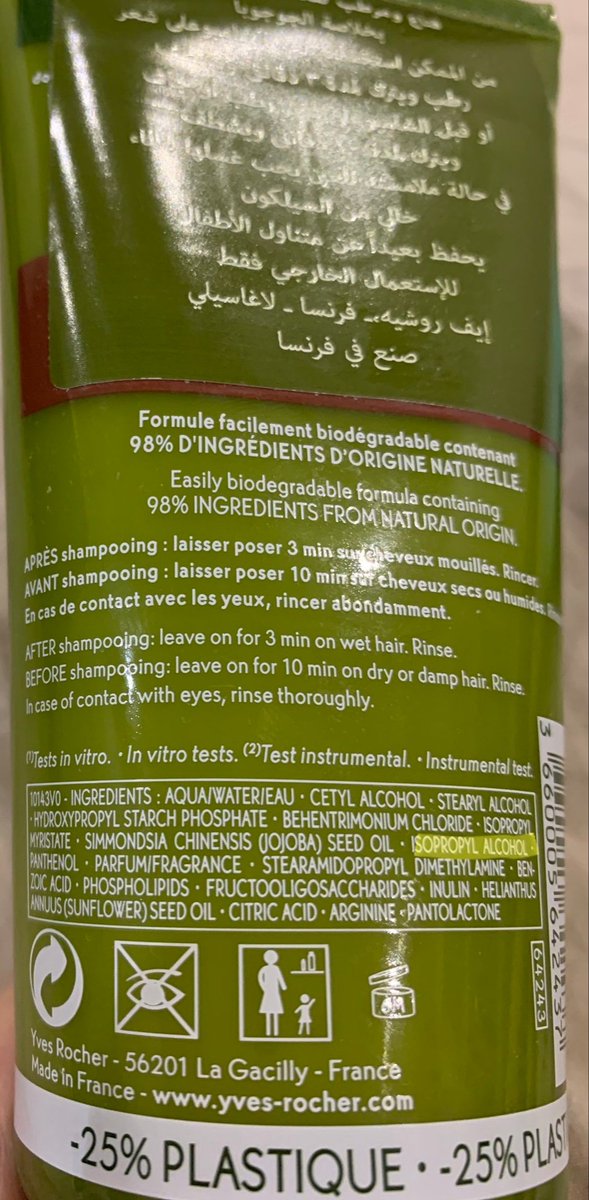 بخلاصة الجوجوبا
من الممكن
في حالة
خالي من السيلكون
يحفظ بعيداً عن متناول الأطفال
للإستعمال الخارجي فقط
إيف روشيه، فرنسا - لاغاسيلي
صنع في فرنسا
Formule facilement biodégradable contenant
98% D'INGRÉDIENTS D'ORIGINE NATURELLE.
Easily biodegradable formula containing
98% INGREDIENTS FROM NATURAL ORIGIN.
APRÈS shampooing : laisser poser 3 min sur cheveux mouillés. Rincer.
AVANT shampooing : laisser poser 10 min sur cheveux secs ou humides.
En cas de contact avec les yeux, rincer abondamment.
AFTER shampooing: leave on for 3 min on wet hair. Rinse.
BEFORE shampooing: leave on for 10 min on dry or damp hair. Rinse.
In case of contact with eyes, rinse thoroughly.
(1)Tests in vitro. • In vitro tests. (2)Test instrumental. • Instrumental test.
10143V0 - INGREDIENTS : AQUA/WATER/EAU • CETYL ALCOHOL • STEARYL ALCOHOL
• HYDROXYPROPYL STARCH PHOSPHATE • BEHENTRIMONIUM CHLORIDE • ISOPROPYL
MYRISTATE • SIMMONDSIA CHINENSIS (JOJOBA) SEED OIL • ISOPROPYL ALCOHOL •
PANTHENOL • PARFUM/FRAGRANCE • STEARAMIDOPROPYL DIMETHYLAMINE • BEN-
ZOIC ACID • PHOSPHOLIPIDS • FRUCTOOLIGOSACCHARIDES • INULIN • HELIANTHUS
ANNUUS (SUNFLOWER) SEED OIL • CITRIC ACID • ARGININE • PANTOLACTONE
3 660005 642437
64243
6M
Yves Rocher - 56201 La Gacilly - France
Made in France - www.yves-rocher.com
-25% PLASTIQUE • -25% PLAST